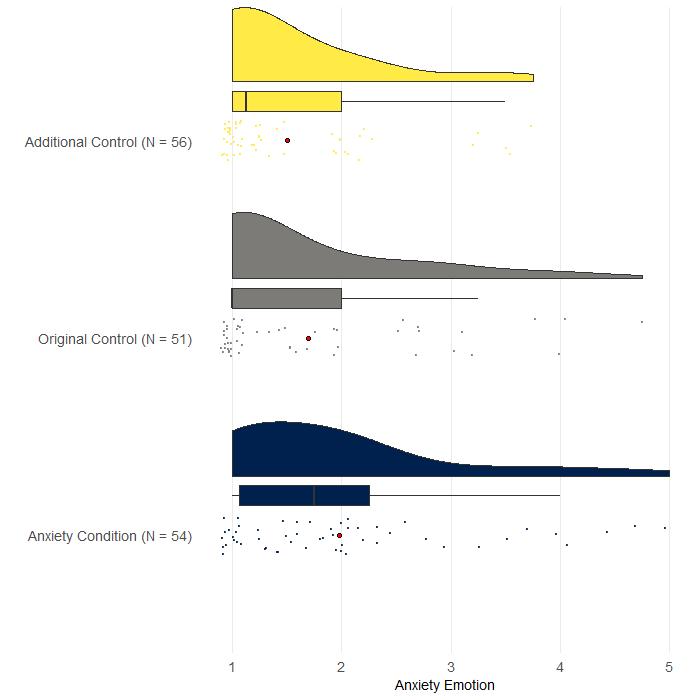 Additional Control (N = 56)
Original Control (N = 51)
Anxiety Condition (N = 54)
1 2 3 4 5
Anxiety Emotion